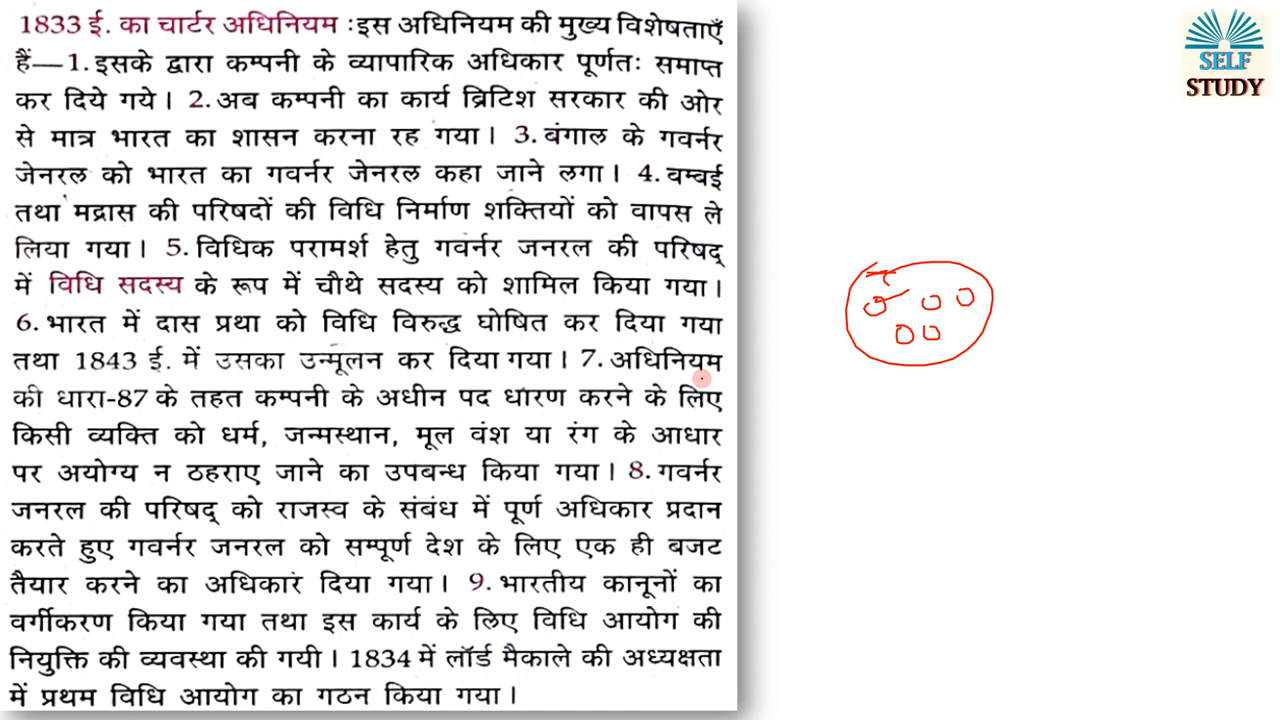 1833 ई. का चार्टर अधिनियम : इस अधिनियम की मुख्य विशेषताएँ
हैं—1. इसके द्वारा कम्पनी के व्यापारिक अधिकार पूर्णतः समाप्त
कर दिये गये। 2. अब कम्पनी का कार्य ब्रिटिश सरकार की ओर
से मात्र भारत का शासन करना रह गया। 3. बंगाल के गवर्नर
जेनरल को भारत का गवर्नर जेनरल कहा जाने लगा। 4. बम्बई
तथा मद्रास की परिषदों की विधि निर्माण शक्तियों को वापस ले
लिया गया। 5. विधिक परामर्श हेतु गवर्नर जनरल की परिषद्
में विधि सदस्य के रूप में चौथे सदस्य को शामिल किया गया।
6. भारत में दास प्रथा को विधि विरुद्ध घोषित कर दिया गया
तथा 1843 ई. में उसका उन्मूलन कर दिया गया। 7. अधिनियम
की धारा-87 के तहत कम्पनी के अधीन पद धारण करने के लिए
किसी व्यक्ति को धर्म, जन्मस्थान, मूल वंश या रंग के आधार
पर अयोग्य न ठहराए जाने का उपबन्ध किया गया। 8. गवर्नर
जनरल की परिषद् को राजस्व के संबंध में पूर्ण अधिकार प्रदान
करते हुए गवर्नर जनरल को सम्पूर्ण देश के लिए एक ही बजट
तैयार करने का अधिकार दिया गया। 9. भारतीय कानूनों का
वर्गीकरण किया गया तथा इस कार्य के लिए विधि आयोग की
नियुक्ति की व्यवस्था की गयी। 1834 में लॉर्ड मैकाले की अध्यक्षता
में प्रथम विधि आयोग का गठन किया गया।
SELF
STUDY